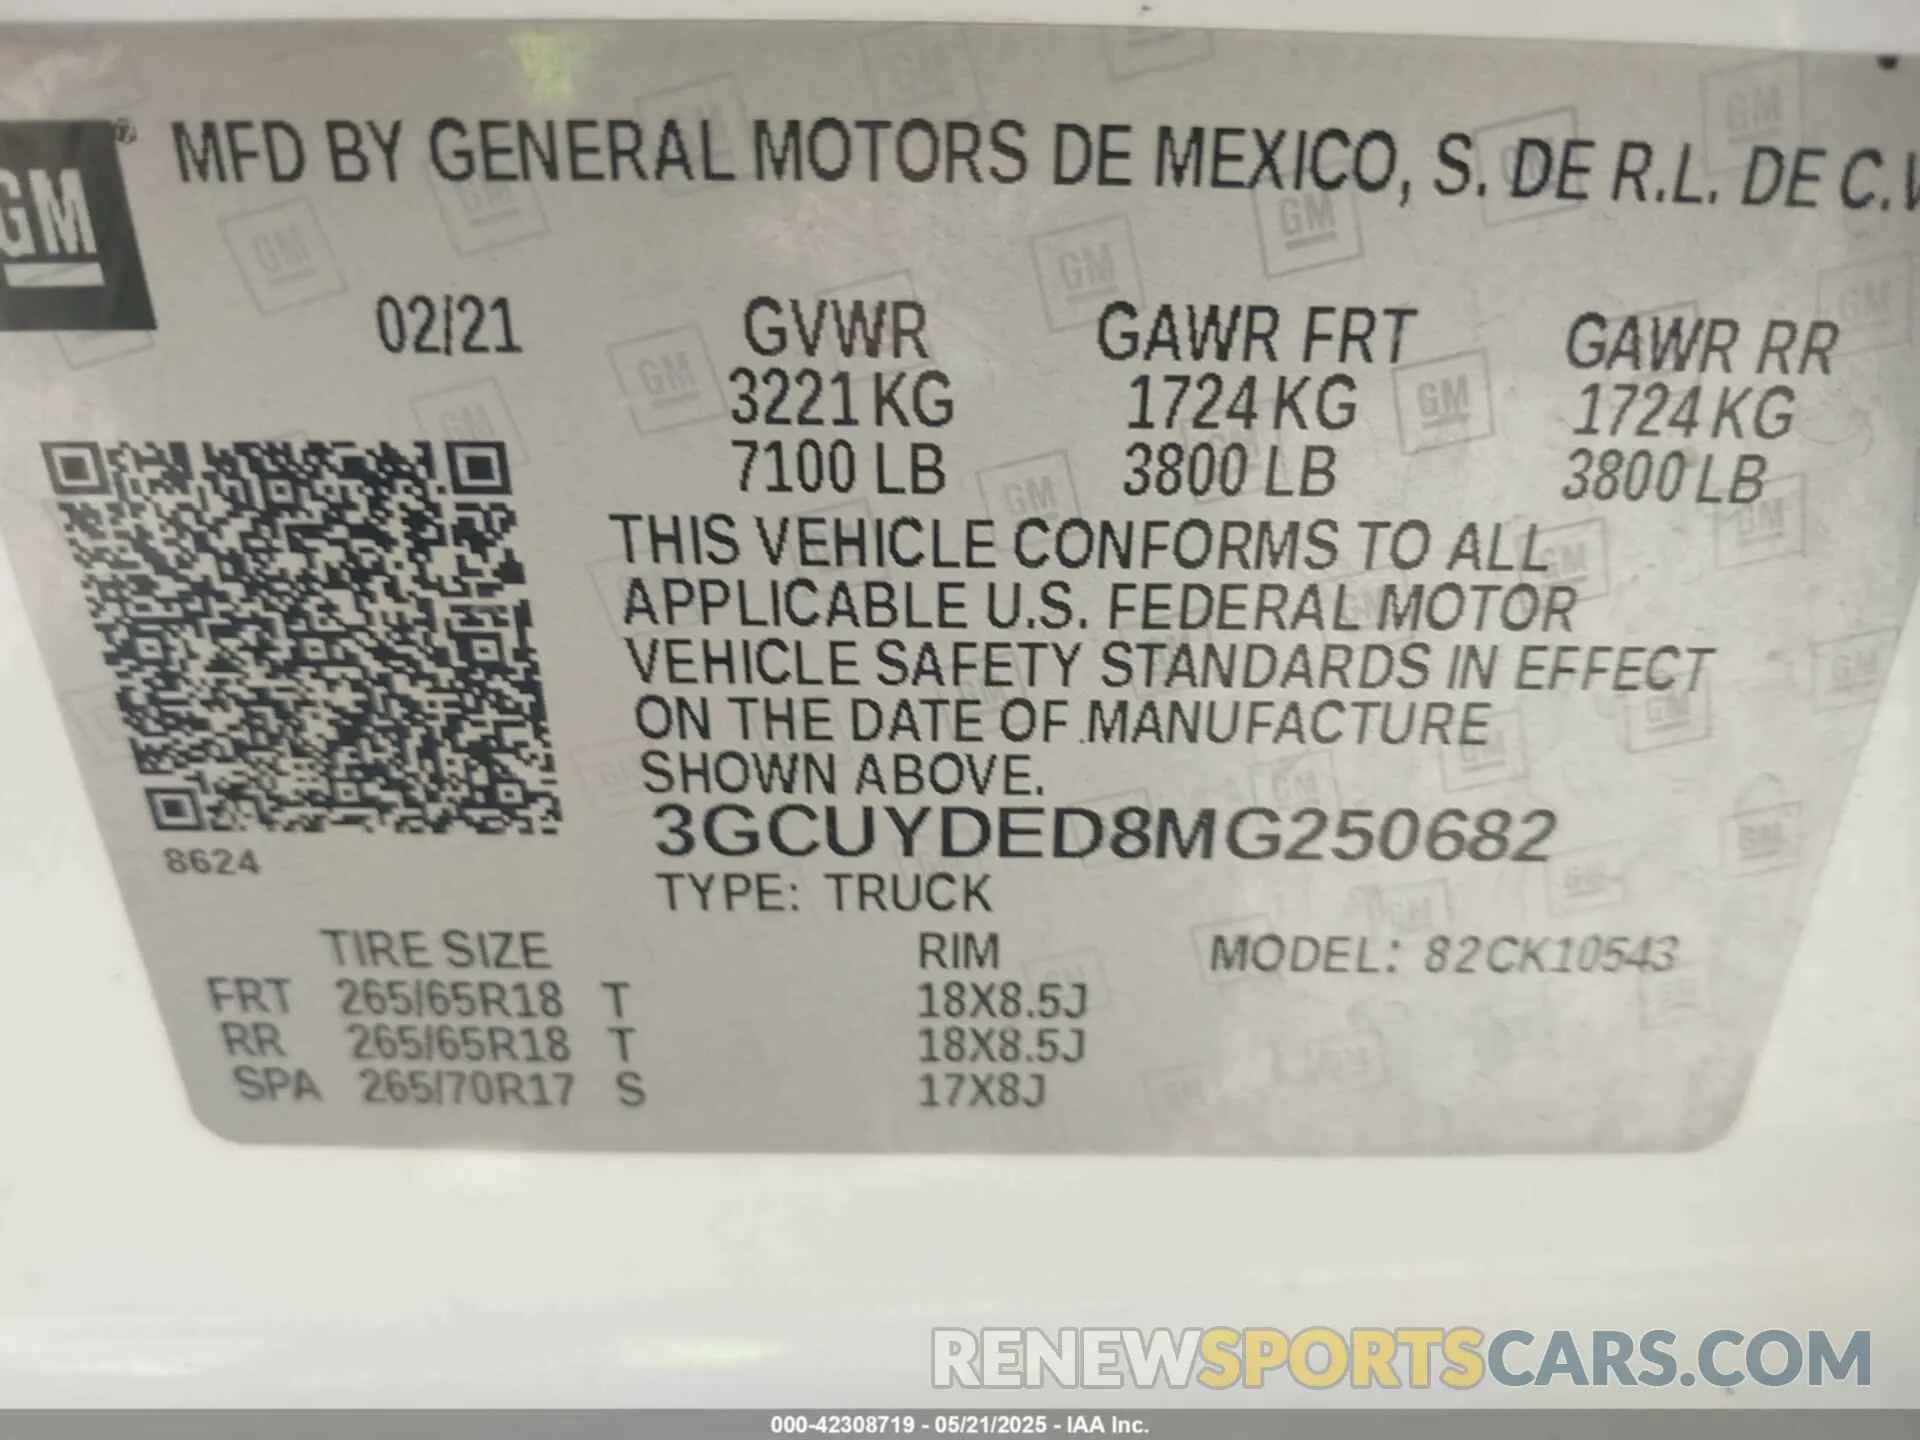 GM
MFD BY GENERAL MOTORS DE MEXICO, S. DE R.L. DE C.V
02/21 GVWR GAWR FRT GAWR RR
3221 KG 1724 KG 1724 KG
7100 LB 3800 LB 3800 LB
THIS VEHICLE CONFORMS TO ALL
APPLICABLE U.S. FEDERAL MOTOR
VEHICLE SAFETY STANDARDS IN EFFECT
ON THE DATE OF MANUFACTURE
SHOWN ABOVE.
3GCUYDED8MG250682
8624
TYPE: TRUCK
TIRE SIZE RIM MODEL: 82CK10543
FRT 265/65R18 T 18X8.5J
RR 265/65R18 T 18X8.5J
SPA 265/70R17 S 17X8J
RENEWSPORTSCARS.COM
000-42308719 - 05/21/2025 - IAA Inc.